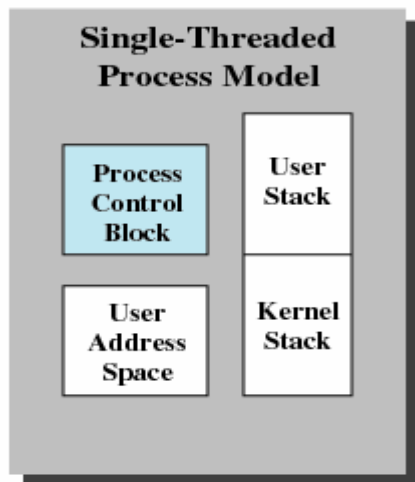 Single-Threaded
Process Model
Process
Control
Block
User
Stack
User
Address
Space
Kernel
Stack